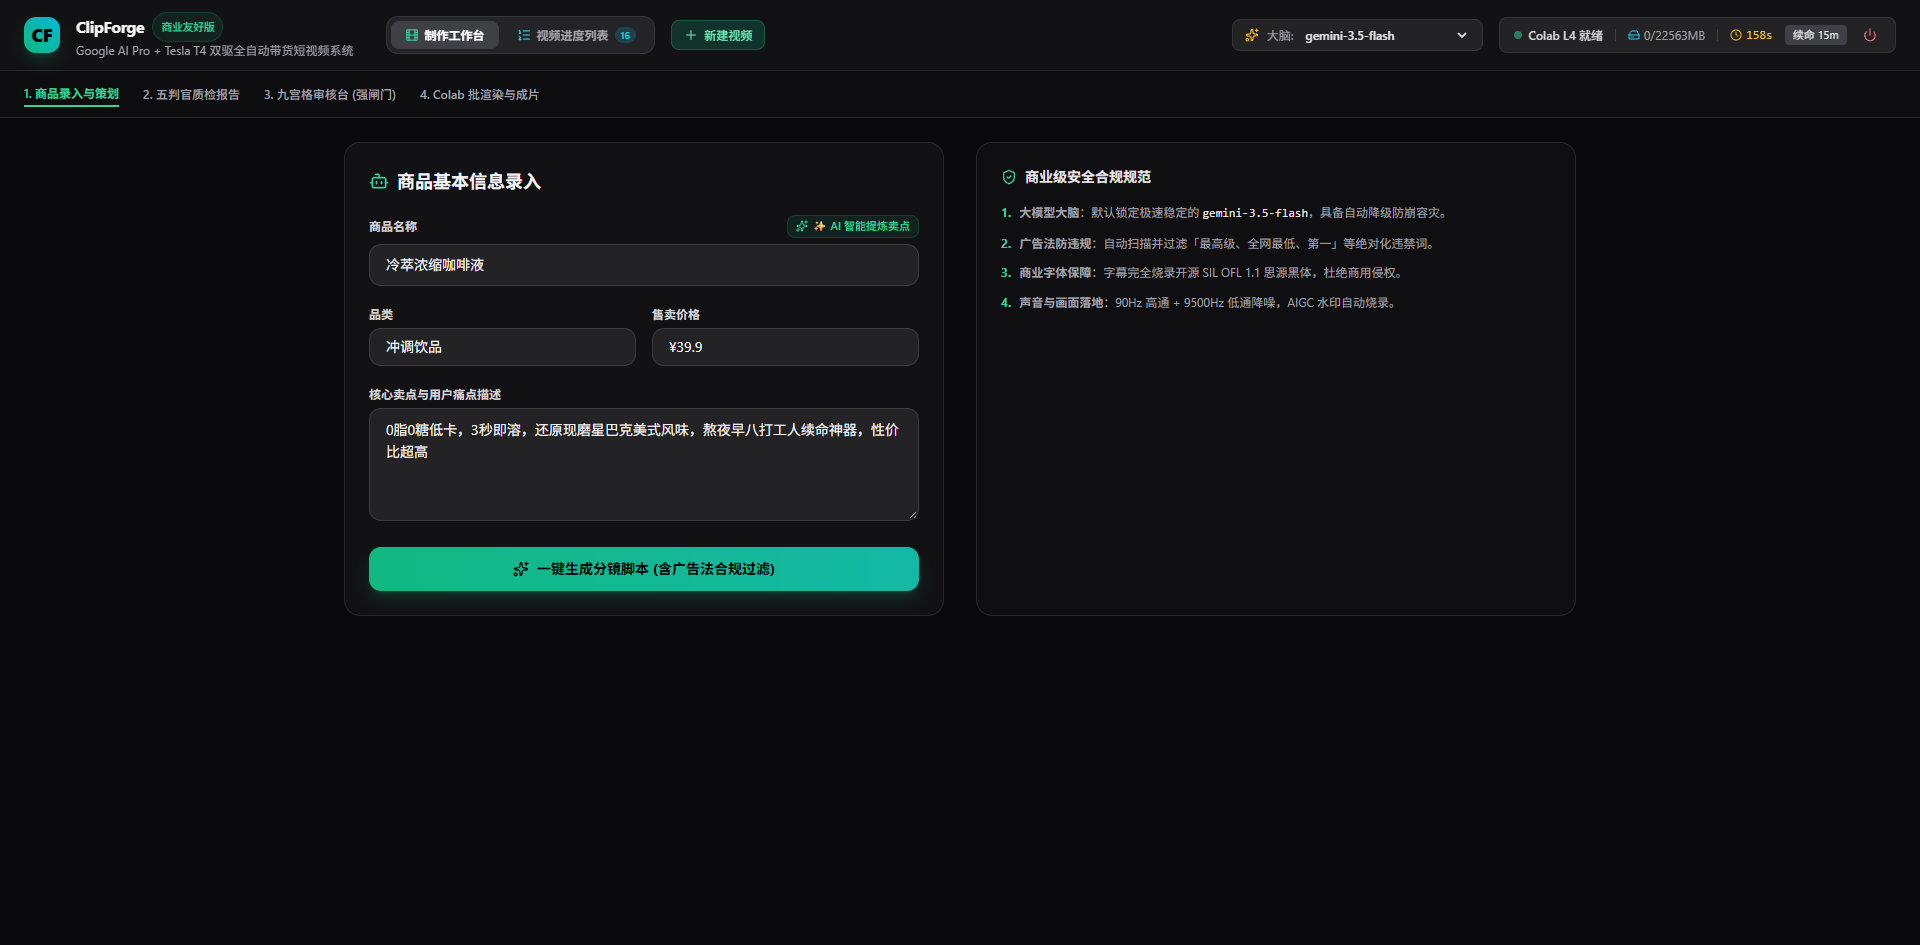 CF
ClipForge 商业友好版
Google AI Pro + Tesla T4 双驱全自动带货短视频系统
制作工作台
视频进度列表 16
新建视频
大脑: gemini-3.5-flash
Colab L4 就绪
0/22563MB
158s
续命 15m
1. 商品录入与策划
2. 五判官质检报告
3. 九宫格审核台 (强闸门)
4. Colab 批渲染与成片
商品基本信息录入
商品名称
✨ AI 智能提炼卖点
冷萃浓缩咖啡液
品类
售卖价格
冲调饮品
¥39.9
核心卖点与用户痛点描述
0脂0糖低卡，3秒即溶，还原现磨星巴克美式风味，熬夜早八打工人续命神器，性价
比超高
一键生成分镜脚本 (含广告法合规过滤)
商业级安全合规规范
1. 大模型大脑：默认锁定极速稳定的 gemini-3.5-flash，具备自动降级防崩容灾。
2. 广告法防违规：自动扫描并过滤「最高级、全网最低、第一」等绝对化违禁词。
3. 商业字体保障：字幕完全烧录开源 SIL OFL 1.1 思源黑体，杜绝商用侵权。
4. 声音与画面落地：90Hz 高通 + 9500Hz 低通降噪，AIGC 水印自动烧录。